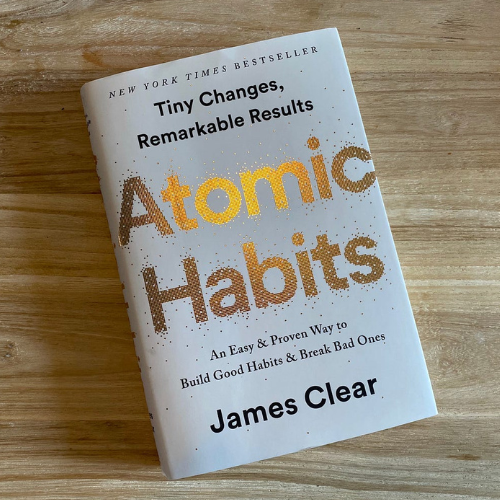 NEW YORK TIMES BESTSELLER
Tiny Changes,
Remarkable Results
Atomic
Habits
An Easy & Proven Way to
Build Good Habits & Break Bad Ones
James Clear